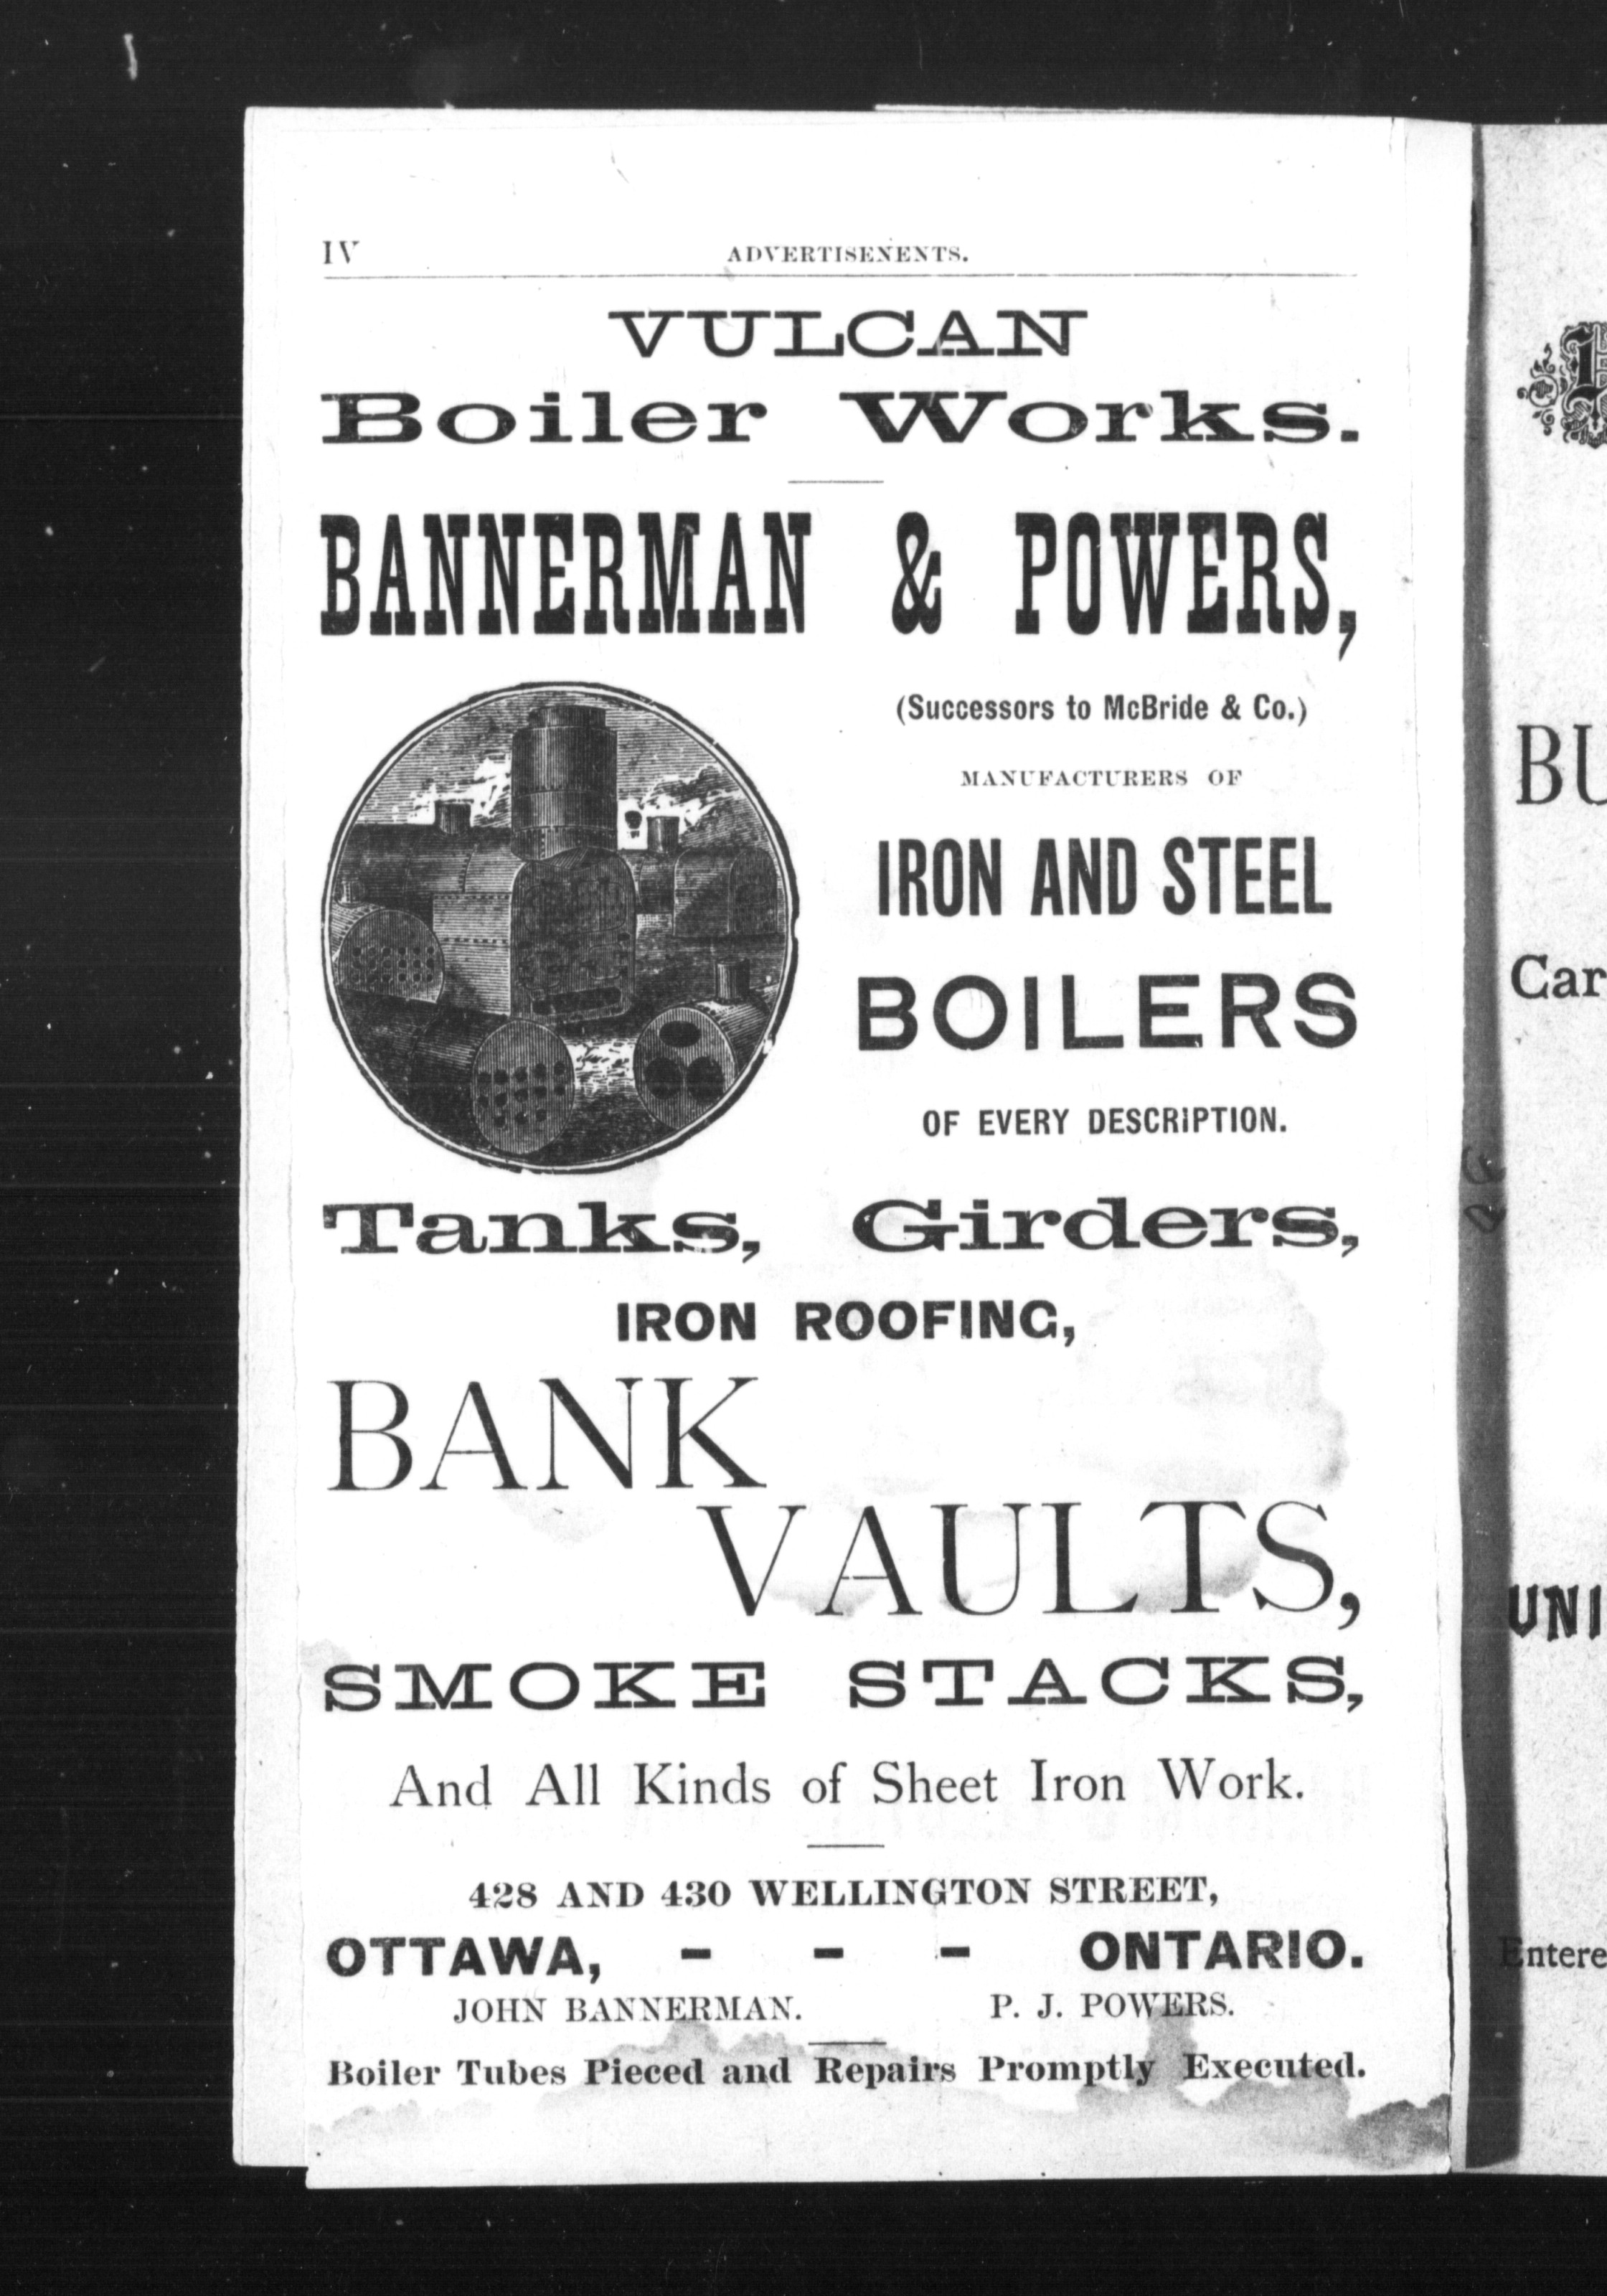 IV ADVERTISENENTS.
VULCAN
Boiler Works.
BANNERMAN & POWERS,
(Successors to McBride & Co.)
MANUFACTURERS OF
IRON AND STEEL
BOILERS
OF EVERY DESCRIPTION.
Tanks, Girders,
IRON ROOFING,
BANK
VAULTS,
SMOKE STACKS,
And All Kinds of Sheet Iron Work.
428 AND 430 WELLINGTON STREET,
OTTAWA, - - - ONTARIO.
JOHN BANNERMAN. P. J. POWERS.
Boiler Tubes Pieced and Repairs Promptly Executed.
BU
Car
UNI
Entere